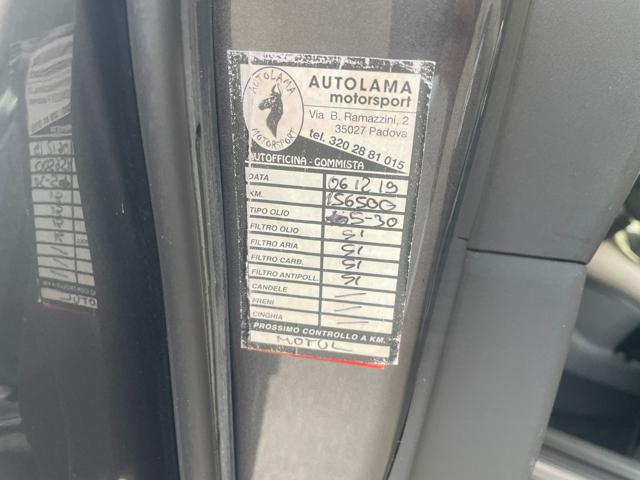 AUTOLAMA
MOTORSPORT
AUTOLAMA
motorsport
Via B. Ramazzini, 2
35027 Padova
tel. 320 28 81 015
AUTOFFICINA - GOMMISTA
DATA 06 12 19
KM. 156500
TIPO OLIO 5-30
FILTRO OLIO SI
FILTRO ARIA SI
FILTRO CARB. SI
FILTRO ANTIPOLL. SI
CANDELE /
FRENI /
CINGHIA /
PROSSIMO CONTROLLO A KM.
MOTUL